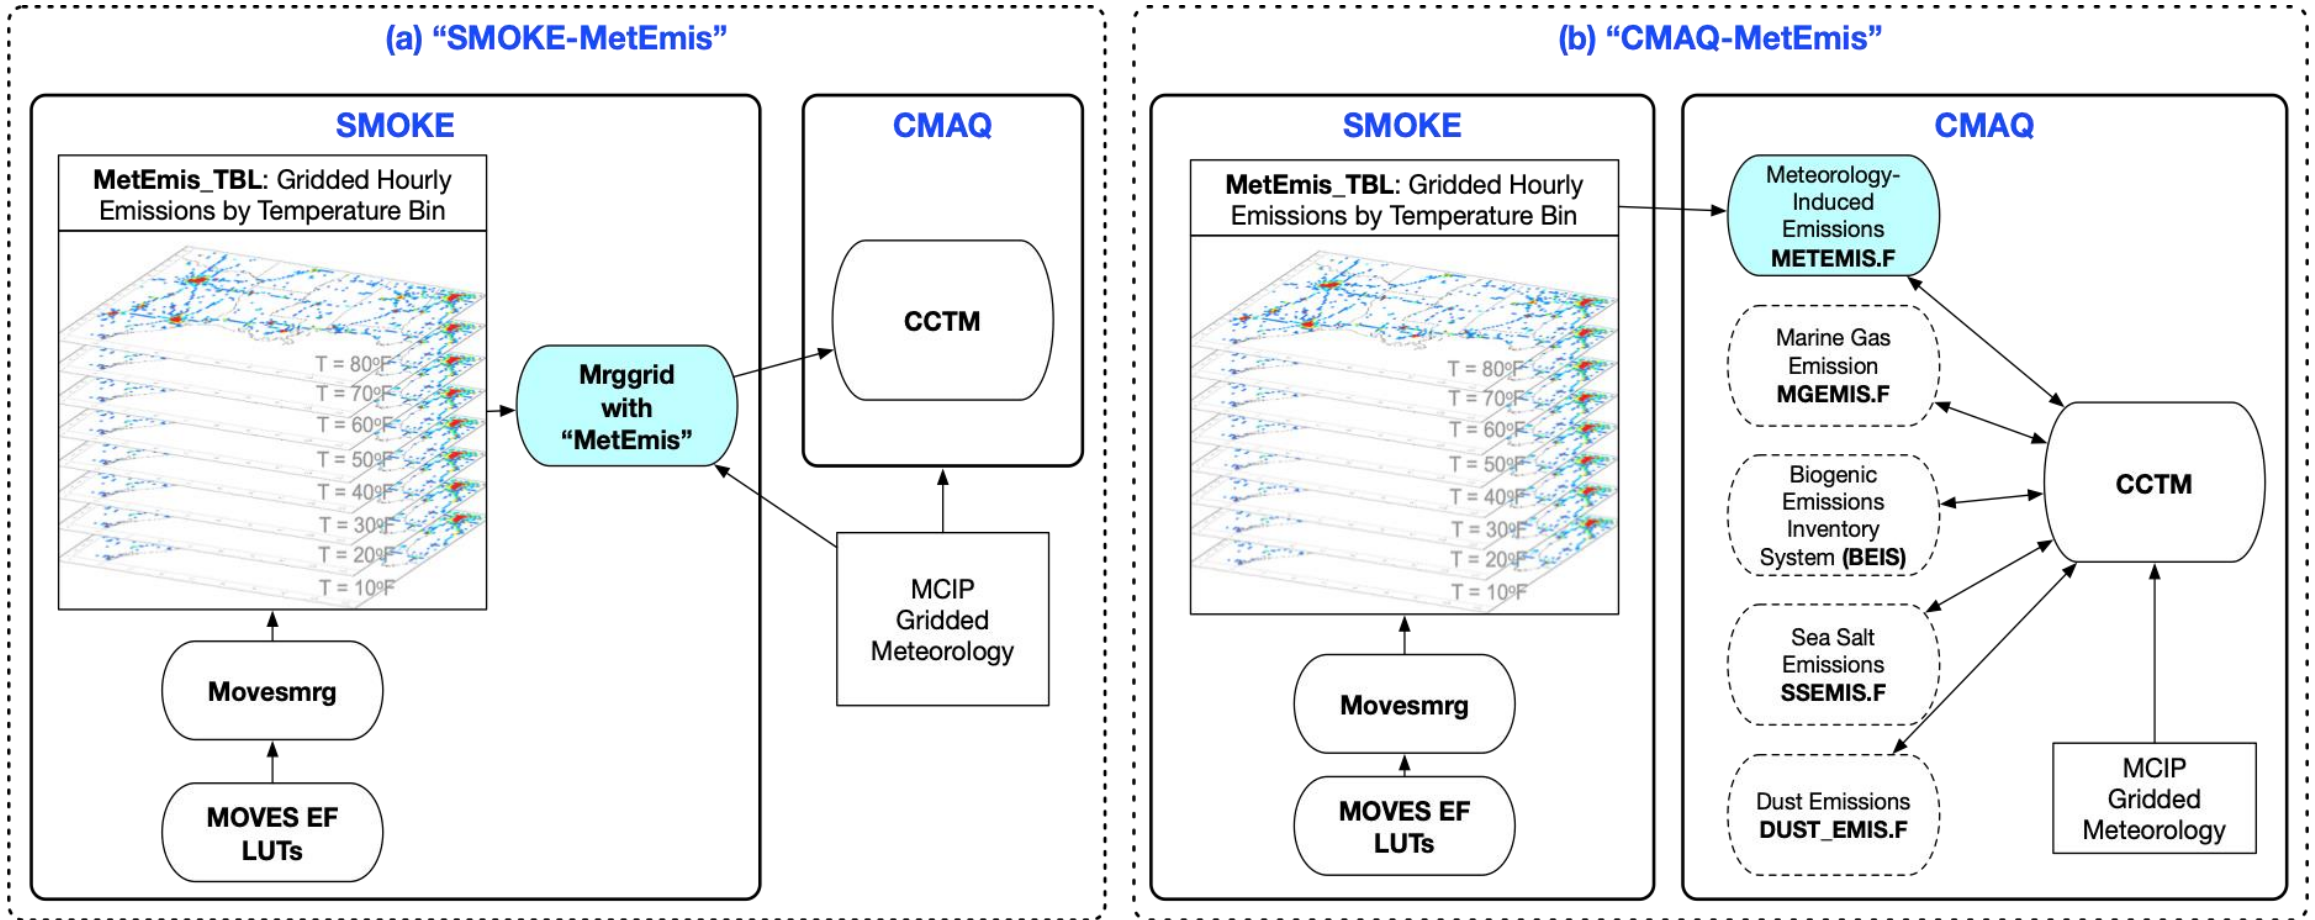 (a) “SMOKE-MetEmis”
SMOKE
MetEmis_TBL: Gridded Hourly
Emissions by Temperature Bin
T = 80ºF
T = 70ºF
T = 60ºF
T = 50ºF
T = 40ºF
T = 30ºF
T = 20ºF
T = 10ºF
Movesmrg
MOVES EF
LUTs
Mrggrid
with
“MetEmis”
CMAQ
CCTM
MCIP
Gridded
Meteorology
(b) “CMAQ-MetEmis”
SMOKE
MetEmis_TBL: Gridded Hourly
Emissions by Temperature Bin
T = 80ºF
T = 70ºF
T = 60ºF
T = 50ºF
T = 40ºF
T = 30ºF
T = 20ºF
T = 10ºF
Movesmrg
MOVES EF
LUTs
CMAQ
Meteorology-
Induced
Emissions
METEMIS.F
Marine Gas
Emission
MGEMIS.F
Biogenic
Emissions
Inventory
System (BEIS)
Sea Salt
Emissions
SSEMIS.F
Dust Emissions
DUST_EMIS.F
CCTM
MCIP
Gridded
Meteorology